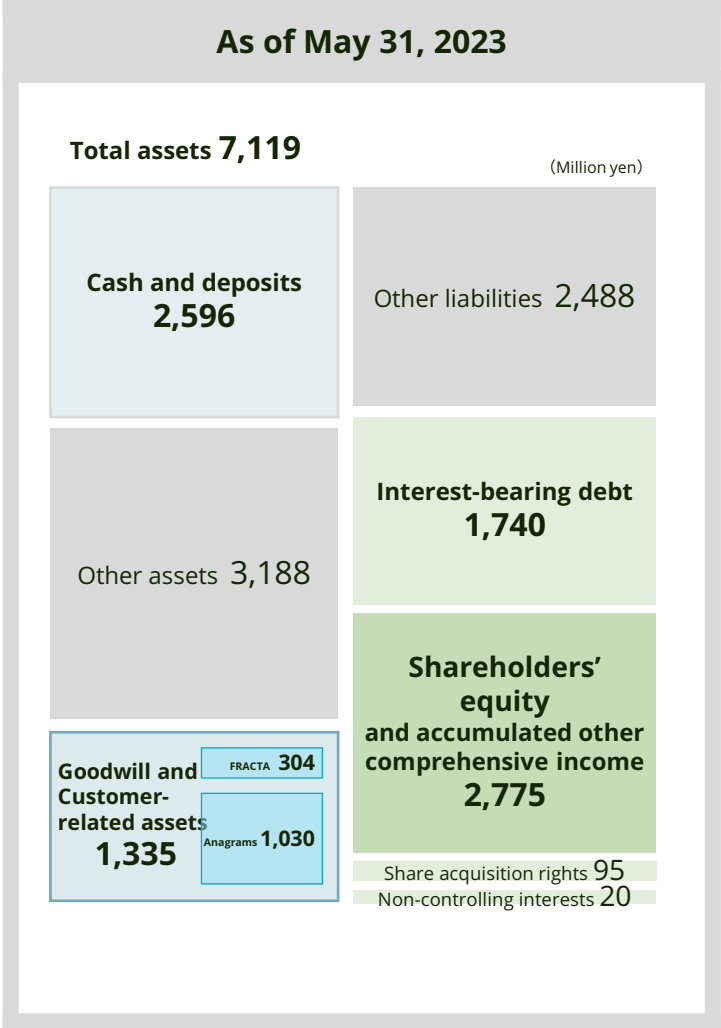 As of May 31, 2023
Total assets 7,119
（Million yen）
Cash and deposits
2,596
Other assets 3,188
Goodwill and
Customer-
related assets
1,335
FRACTA 304
Anagrams 1,030
Other liabilities 2,488
Interest-bearing debt
1,740
Shareholders’
equity
and accumulated other
comprehensive income
2,775
Share acquisition rights 95
Non-controlling interests 20